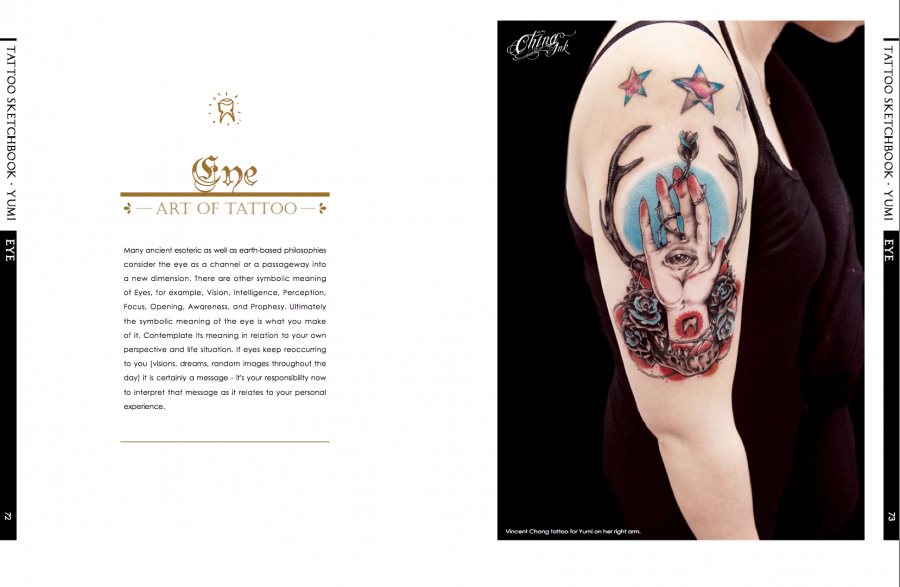 TATTOO SKETCHBOOK · YUMI
EYE
72
Eye
ART OF TATTOO
Many ancient esoteric as well as earth-based philosophies
consider the eye as a channel or a passageway into
a new dimension. There are other symbolic meaning
of Eyes, for example, Vision, Intelligence, Perception,
Focus, Opening, Awareness, and Prophesy. Ultimately
the symbolic meaning of the eye is what you make
of it. Contemplate its meaning in relation to your own
perspective and life situation. If eyes keep reoccurring
to you (visions, dreams, random images throughout the
day) it is certainly a message - it's your responsibility now
to interpret that message as it relates to your personal
experience.
Ching
Ink
Vincent Chang tattoo for Yumi on her right arm.
TATTOO SKETCHBOOK · YUMI
EYE
73